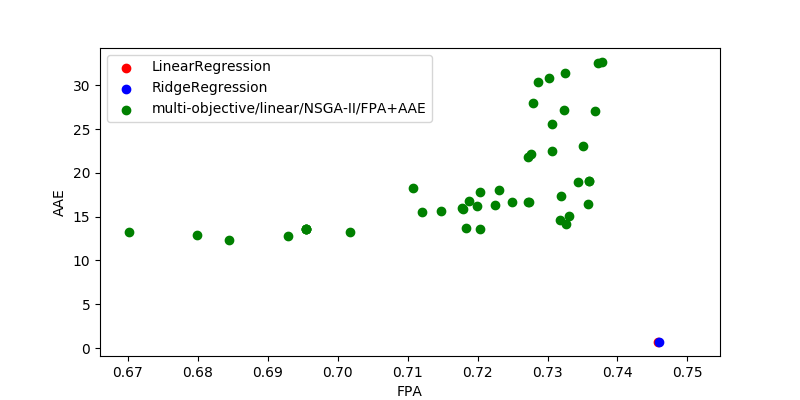 LinearRegression
RidgeRegression
multi-objective/linear/NSGA-II/FPA+AAE
30
25
20
15
10
5
0
AAE
0.67 0.68 0.69 0.70 0.71 0.72 0.73 0.74 0.75
FPA